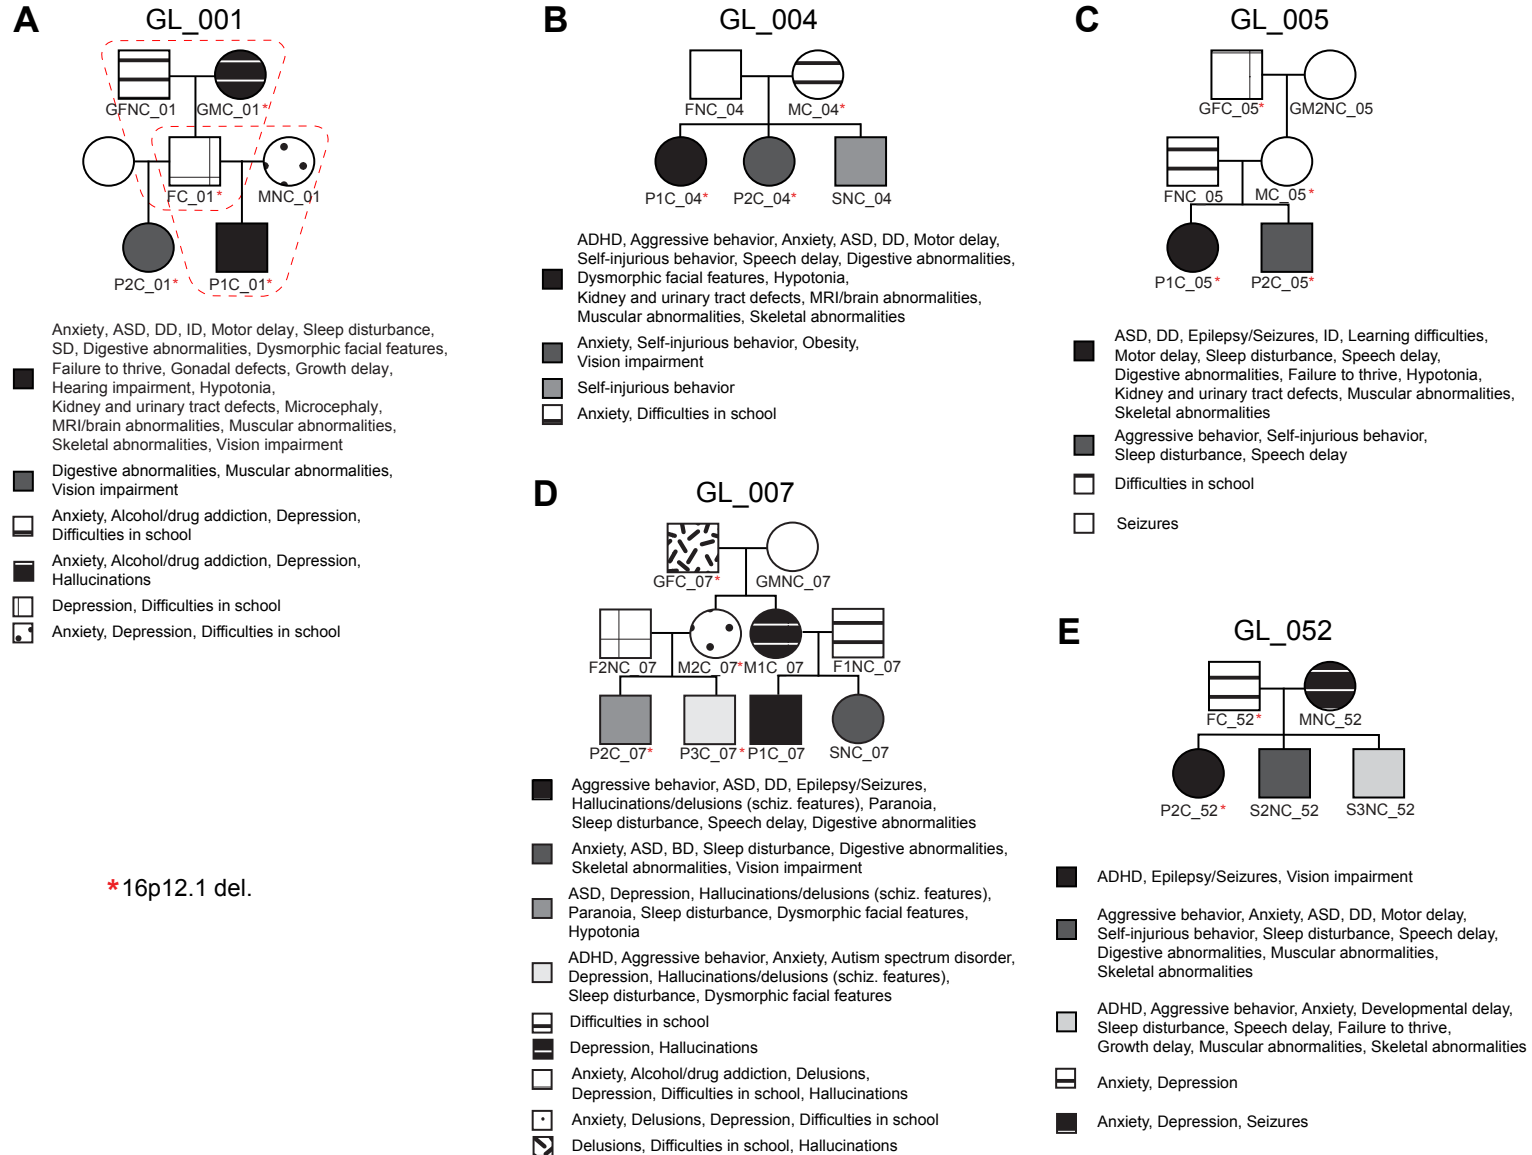 A
GL_001
GFNC_01
GMC_01*
FC_01*
MNC_01
P2C_01*
P1C_01*
Anxiety, ASD, DD, ID, Motor delay, Sleep disturbance,
SD, Digestive abnormalities, Dysmorphic facial features,
Failure to thrive, Gonadal defects, Growth delay,
Hearing impairment, Hypotonia,
Kidney and urinary tract defects, Microcephaly,
MRI/brain abnormalities, Muscular abnormalities,
Skeletal abnormalities, Vision impairment
Digestive abnormalities, Muscular abnormalities,
Vision impairment
Anxiety, Alcohol/drug addiction, Depression,
Difficulties in school
Anxiety, Alcohol/drug addiction, Depression,
Hallucinations
Depression, Difficulties in school
Anxiety, Depression, Difficulties in school
*16p12.1 del.
B
GL_004
FNC_04
MC_04*
P1C_04*
P2C_04*
SNC_04
ADHD, Aggressive behavior, Anxiety, ASD, DD, Motor delay,
Self-injurious behavior, Speech delay, Digestive abnormalities,
Dysmorphic facial features, Hypotonia,
Kidney and urinary tract defects, MRI/brain abnormalities,
Muscular abnormalities, Skeletal abnormalities
Anxiety, Self-injurious behavior, Obesity,
Vision impairment
Self-injurious behavior
Anxiety, Difficulties in school
C
GL_005
GFC_05*
GM2NC_05
FNC_05
MC_05*
P1C_05*
P2C_05*
ASD, DD, Epilepsy/Seizures, ID, Learning difficulties,
Motor delay, Sleep disturbance, Speech delay,
Digestive abnormalities, Failure to thrive, Hypotonia,
Kidney and urinary tract defects, Muscular abnormalities,
Skeletal abnormalities
Aggressive behavior, Self-injurious behavior,
Sleep disturbance, Speech delay
Difficulties in school
Seizures
D
GL_007
GFC_07*
GMNC_07
F2NC_07
M2C_07*
M1C_07
F1NC_07
P2C_07*
P3C_07*
P1C_07
SNC_07
Aggressive behavior, ASD, DD, Epilepsy/Seizures,
Hallucinations/delusions (schiz. features), Paranoia,
Sleep disturbance, Speech delay, Digestive abnormalities
Anxiety, ASD, BD, Sleep disturbance, Digestive abnormalities,
Skeletal abnormalities, Vision impairment
ASD, Depression, Hallucinations/delusions (schiz. features),
Paranoia, Sleep disturbance, Dysmorphic facial features,
Hypotonia
ADHD, Aggressive behavior, Anxiety, Autism spectrum disorder,
Depression, Hallucinations/delusions (schiz. features),
Sleep disturbance, Dysmorphic facial features
Difficulties in school
Depression, Hallucinations
Anxiety, Alcohol/drug addiction, Delusions,
Depression, Difficulties in school, Hallucinations
Anxiety, Delusions, Depression, Difficulties in school
Delusions, Difficulties in school, Hallucinations
E
GL_052
FC_52*
MNC_52
P2C_52*
S2NC_52
S3NC_52
ADHD, Epilepsy/Seizures, Vision impairment
Aggressive behavior, Anxiety, ASD, DD, Motor delay,
Self-injurious behavior, Sleep disturbance, Speech delay,
Digestive abnormalities, Muscular abnormalities,
Skeletal abnormalities
ADHD, Aggressive behavior, Anxiety, Developmental delay,
Sleep disturbance, Speech delay, Failure to thrive,
Growth delay, Muscular abnormalities, Skeletal abnormalities
Anxiety, Depression
Anxiety, Depression, Seizures